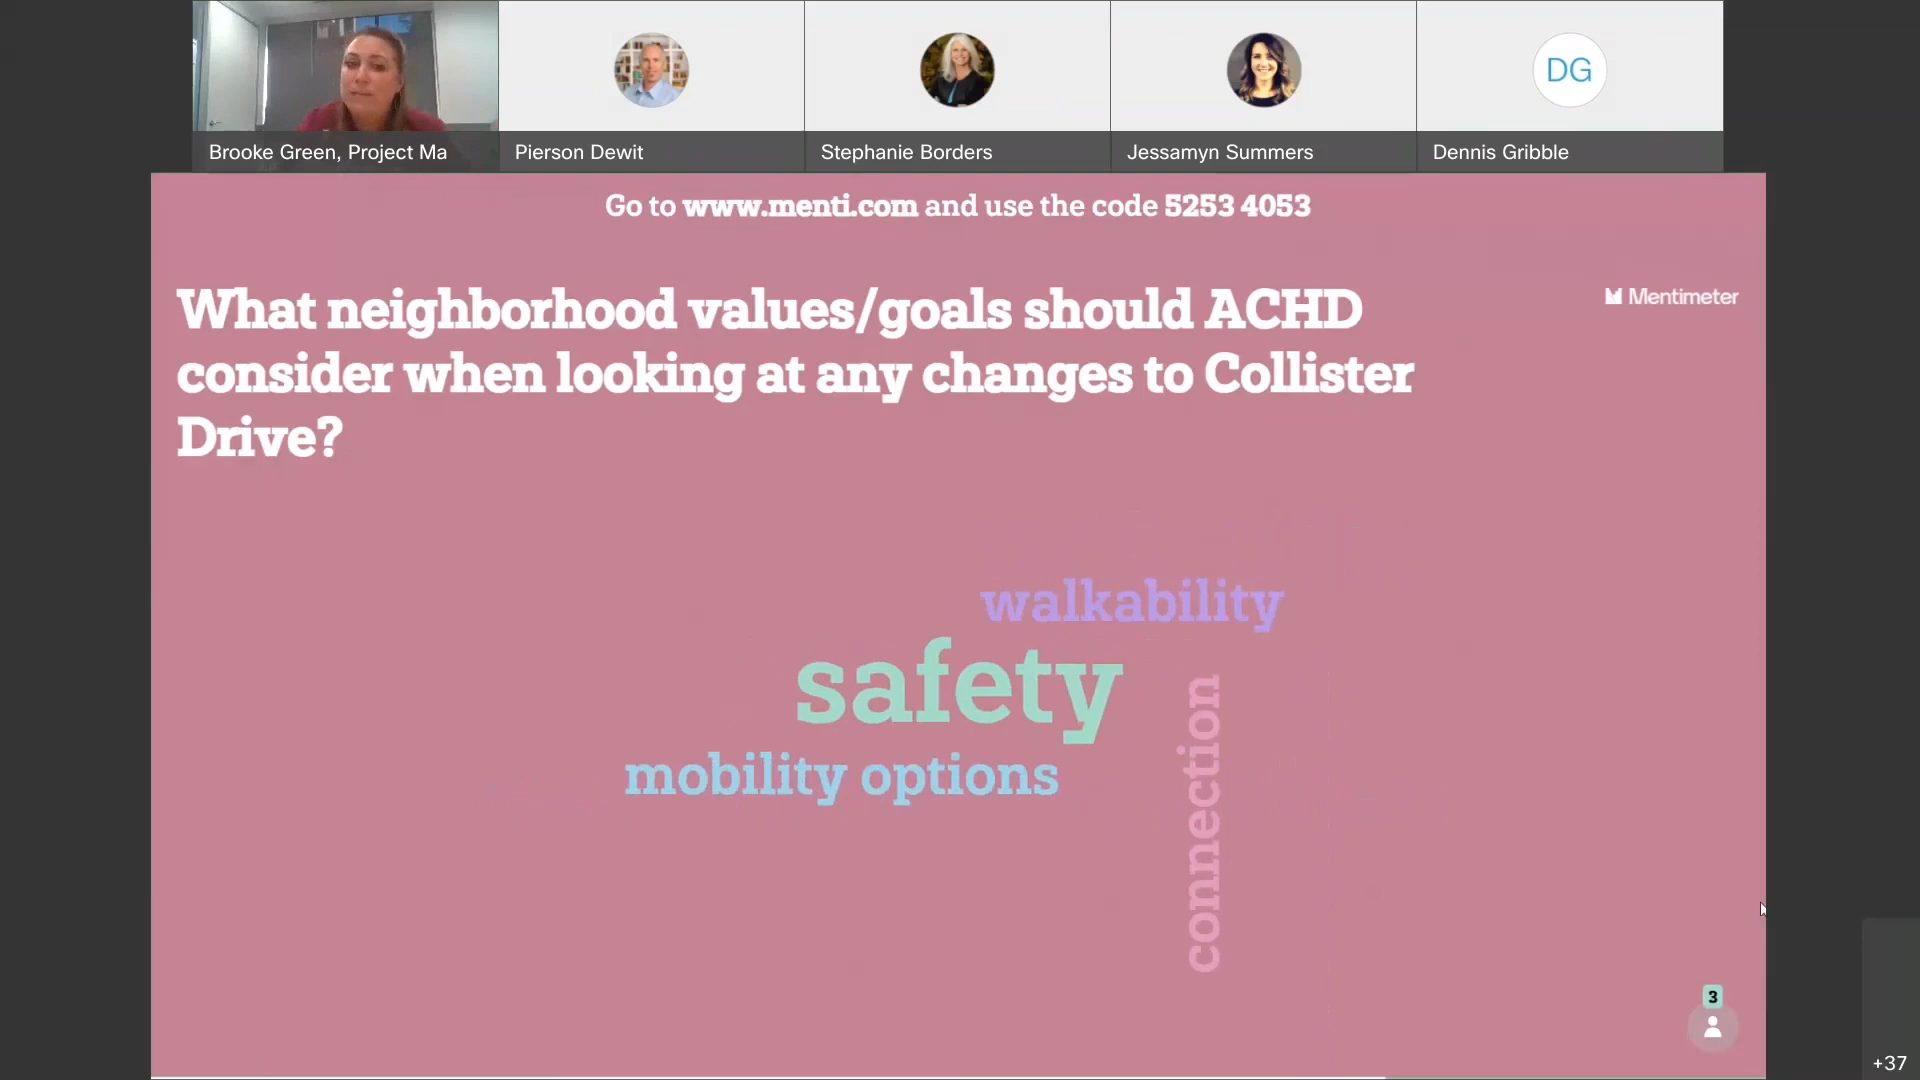 Brooke Green, Project Ma
Pierson Dewit
Stephanie Borders
Jessamyn Summers
DG
Dennis Gribble
Go to www.menti.com and use the code 5253 4053
Mentimeter
What neighborhood values/goals should ACHD
consider when looking at any changes to Collister
Drive?
walkability
safety
mobility options
connection
3
+37